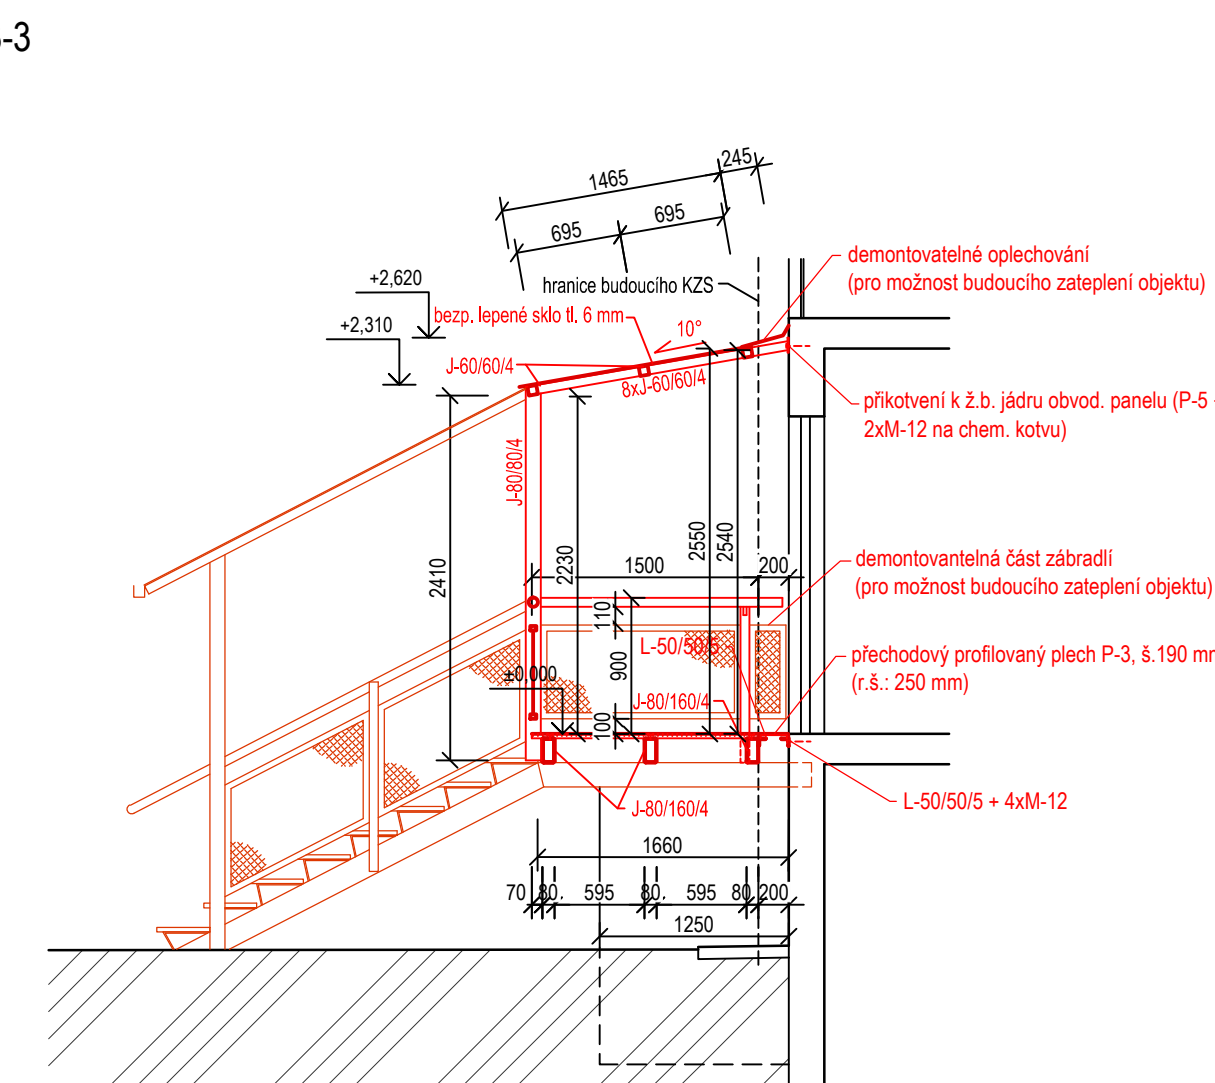 -3
245
1465
695
695
demontovatelné oplechování
(pro možnost budoucího zateplení objektu)
+2,620
hranice budoucího KZS
bezp. lepené sklo tl. 6 mm
+2,310
10°
J-60/60/4
8xJ-60/60/4
přikotvení k ž.b. jádru obvod. panelu (P-5
2xM-12 na chem. kotvu)
J-80/80/4
2410
2230
2550
2540
1500
200
demontovantelná část zábradlí
(pro možnost budoucího zateplení objektu)
110
900
L-50/50/5
přechodový profilovaný plech P-3, š.190 mm
(r.š.: 250 mm)
±0,000
J-80/160/4
100
J-80/160/4
L-50/50/5 + 4xM-12
1660
70
80
595
80
595
80
200
1250